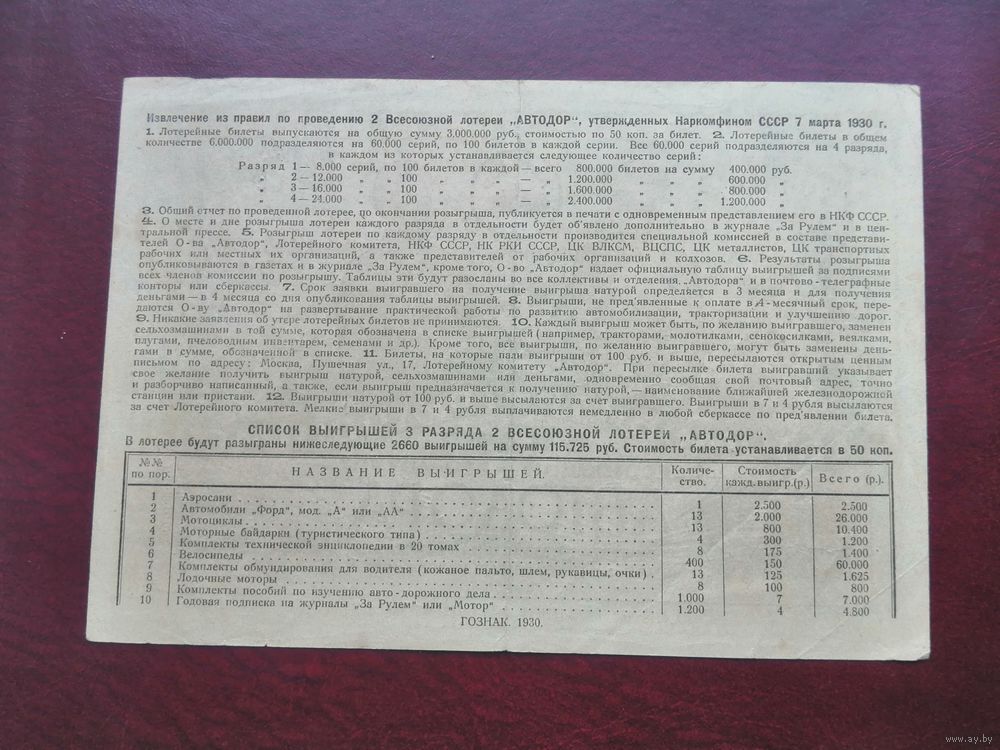 Извлечение из правил по проведению 2 Всесоюзной лотереи „АВТОДОР“, утвержденных Наркомфином СССР 7 марта 1930 г.
1. Лотерейные билеты выпускаются на общую сумму 3.000.000 руб., стоимостью по 50 коп. за билет. 2. Лотерейные билеты в общем
количестве 6.000.000 подразделяются на 60.000 серий, по 100 билетов в каждой серии. Все 60.000 серий подразделяются на 4 разряда,
в каждом из которых устанавливается следующее количество серий:
Разряд 1 — 8.000 серий, по 100 билетов в каждой — всего 800.000 билетов на сумму 400.000 руб.
„ 2 — 12.000 „ „ 100 „ „ „ — „ 1.200.000 „ „ „ 600.000 „
„ 3 — 16.000 „ „ 100 „ „ „ — „ 1.600.000 „ „ „ 800.000 „
„ 4 — 24.000 „ „ 100 „ „ „ — „ 2.400.000 „ „ „ 1.200.000 „
3. Общий отчет по проведенной лотерее, по окончании розыгрыша, публикуется в печати с одновременным представлением его в НКФ СССР.
4. О месте и дне розыгрыша лотереи каждого разряда в отдельности будет об'явлено дополнительно в журнале „За Рулем“ и в цен-
тральной прессе. 5. Розыгрыш лотереи по каждому разряду в отдельности производится специальной комиссией в составе представи-
телей О-ва „Автодор“, Лотерейного комитета, НКФ СССР, НК РКИ СССР, ЦК ВЛКСМ, ВЦСПС, ЦК металлистов, ЦК транспортных
рабочих или местных их организаций, а также представителей от рабочих организаций и колхозов. 6. Результаты розыгрыша
опубликовываются в газетах и в журнале „За Рулем“, кроме того, О-во „Автодор“ издает официальную таблицу выигрышей за подписями
всех членов комиссии по розыгрышу. Таблицы эти будут разосланы во все коллективы и отделения „Автодора“ и в почтово-телеграфные
конторы или сберкассы. 7. Срок заявки выигравшего на получение выигрыша натурой определяется в 3 месяца и для получения
деньгами — в 4 месяца со дня опубликования таблицы выигрышей. 8. Выигрыши, не пред'явленные к оплате в 4-месячный срок, пере-
даются О-ву „Автодор“ на развертывание практической работы по развитию автомобилизации, тракторизации и улучшению дорог.
9. Никакие заявления об утере лотерейных билетов не принимаются. 10. Каждый выигрыш может быть, по желанию выигравшего, заменен
сельхозмашинами в той сумме, которая обозначена в списке выигрышей (например, тракторами, молотилками, сенокосилками, веялками,
плугами, пчеловодным инвентарем, семенами и др.). Кроме того, все выигрыши, по желанию выигравшего, могут быть заменены день-
гами в сумме, обозначенной в списке. 11. Билеты, на которые пали выигрыши от 100 руб. и выше, пересылаются открытым ценным
письмом по адресу: Москва, Пушечная ул., 17, Лотерейному комитету „Автодор“. При пересылке билета выигравший указывает
свое желание получить выигрыш натурой, сельхозмашинами или деньгами, одновременно сообщая свой почтовый адрес, точно
и разборчиво написанный, а также, если выигрыш предназначается к получению натурой, — наименование ближайшей железнодорожной
станции или пристани. 12. Выигрыши натурой от 100 руб. и выше высылаются за счет выигравшего. Выигрыши в 7 и 4 рубля высылаются
за счет Лотерейного комитета. Мелкие выигрыши в 7 и 4 рубля выплачиваются немедленно в любой сберкассе по пред'явлении билета.
СПИСОК ВЫИГРЫШЕЙ 3 РАЗРЯДА 2 ВСЕСОЮЗНОЙ ЛОТЕРЕИ „АВТОДОР“.
В лотерее будут разыграны нижеследующие 2660 выигрышей на сумму 115.725 руб. Стоимость билета устанавливается в 50 коп.
№№ по пор. НАЗВАНИЕ ВЫИГРЫШЕЙ. Количе-ство. Стоимость кажд. выигр. (р.) Всего (р.).
1 Аэросани 1 2.500 2.500
2 Автомобили „Форд“, мод. „А“ или „АА“ 13 2.000 26.000
3 Мотоциклы 13 800 10.400
4 Моторные байдарки (туристического типа) 4 300 1.200
5 Комплекты технической энциклопедии в 20 томах 8 175 1.400
6 Велосипеды 400 150 60.000
7 Комплекты обмундирования для водителя (кожаное пальто, шлем, рукавицы, очки) 13 125 1.625
8 Лодочные моторы 8 100 800
9 Комплекты пособий по изучению авто-дорожного дела 1.000 7 7.000
10 Годовая подписка на журналы „За Рулем“ или „Мотор“ 1.200 4 4.800
ГОЗНАК. 1930.
www.ay.by